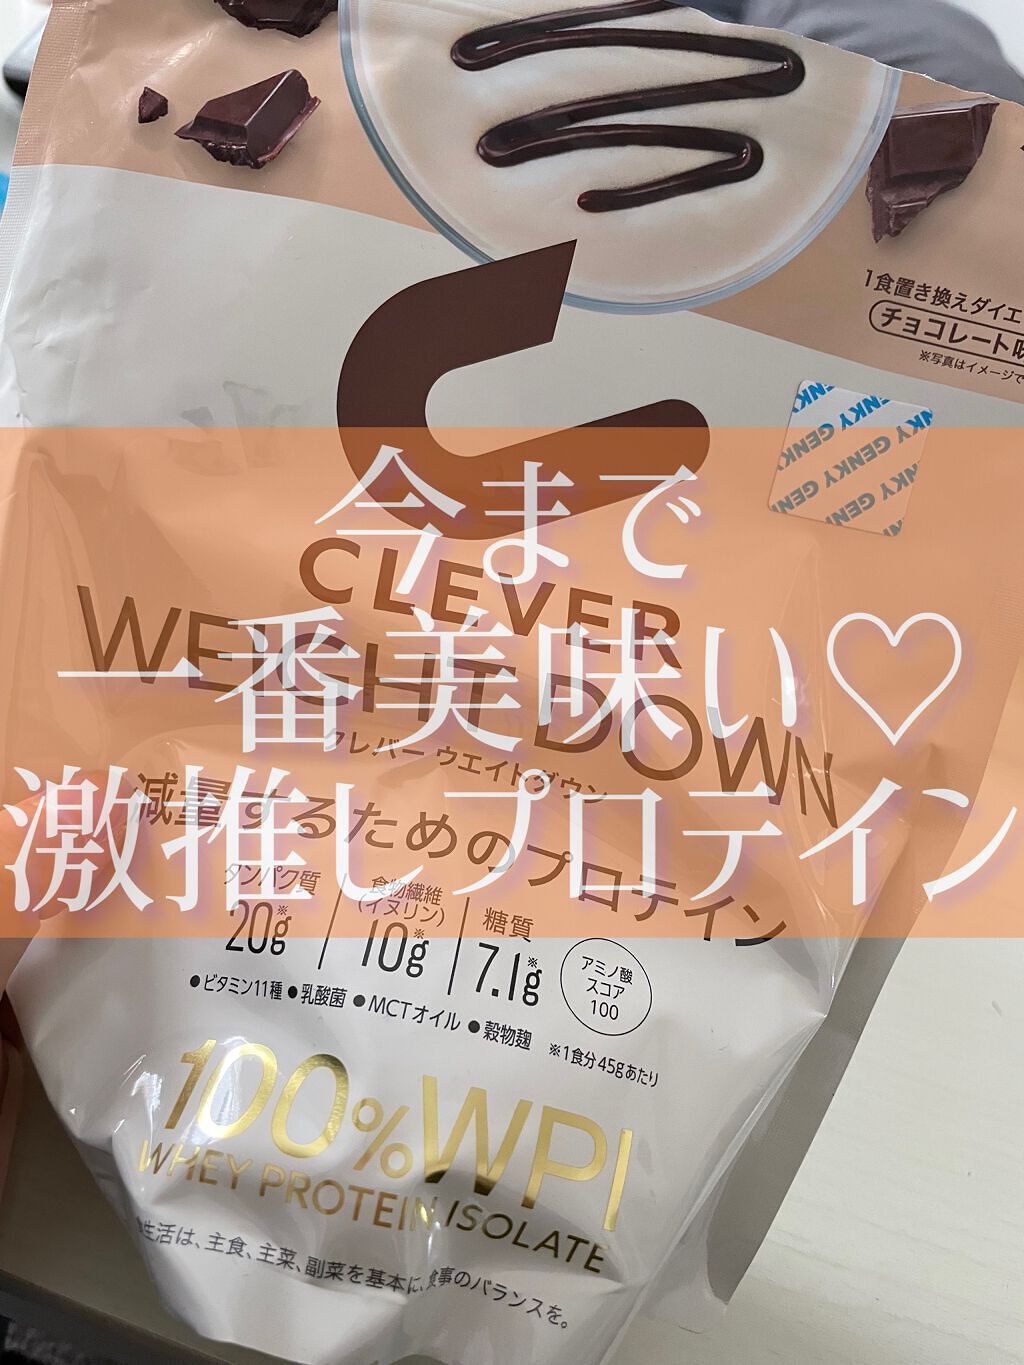 1食置き換えダイエ
チョコレート味
※写真はイメージで
GENKY GENKY
今まで
一番美味い♡
激推しプロテイン
CLEVER
WEIGHT DOWN
クレバー ウエイトダウン
減量するためのプロテイン
タンパク質
20g※
食物繊維
(イヌリン)
10g※
糖質
7.1g※
アミノ酸
スコア
100
●ビタミン11種 ●乳酸菌 ●MCTオイル ●穀物麹
※1食分45gあたり
100%WPI
WHEY PROTEIN ISOLATE
生活は、主食、主菜、副菜を基本に、食事のバランスを。